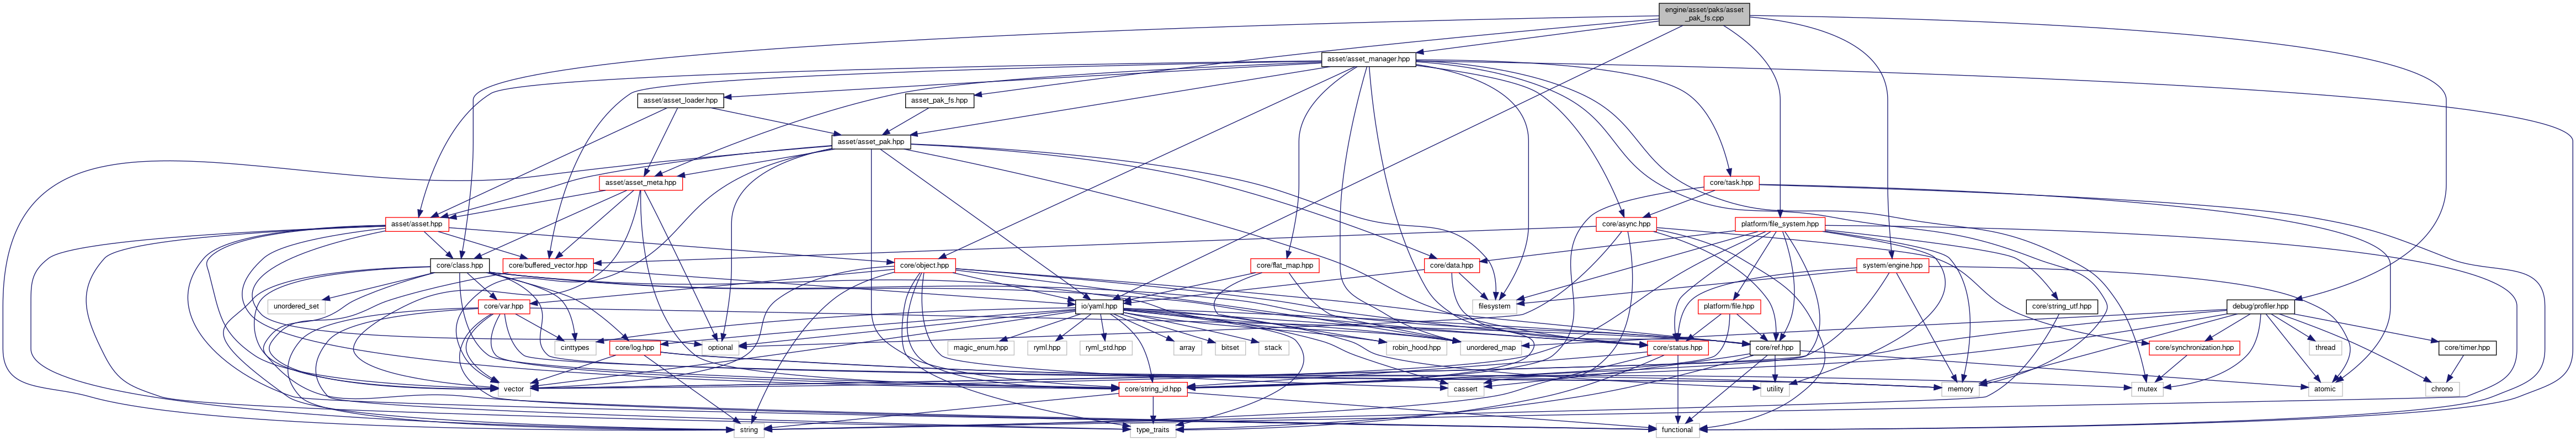 engine/asset/paks/asset
_pak_fs.cpp
asset/asset_manager.hpp
asset/asset_loader.hpp
asset_pak_fs.hpp
asset/asset_pak.hpp
asset/asset_meta.hpp
core/task.hpp
asset/asset.hpp
core/async.hpp
platform/file_system.hpp
core/class.hpp
core/buffered_vector.hpp
core/object.hpp
core/flat_map.hpp
core/data.hpp
system/engine.hpp
unordered_set
core/var.hpp
io/yaml.hpp
filesystem
platform/file.hpp
core/string_utf.hpp
debug/profiler.hpp
cinttypes
core/log.hpp
optional
magic_enum.hpp
ryml.hpp
ryml_std.hpp
array
bitset
stack
robin_hood.hpp
unordered_map
core/status.hpp
core/ref.hpp
core/synchronization.hpp
thread
core/timer.hpp
vector
core/string_id.hpp
cassert
utility
memory
mutex
atomic
chrono
string
type_traits
functional